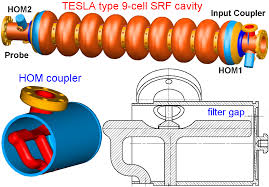 HOM2
TESLA type 9-cell SRF cavity
Input Coupler
Probe
HOM1
HOM coupler
filter gap